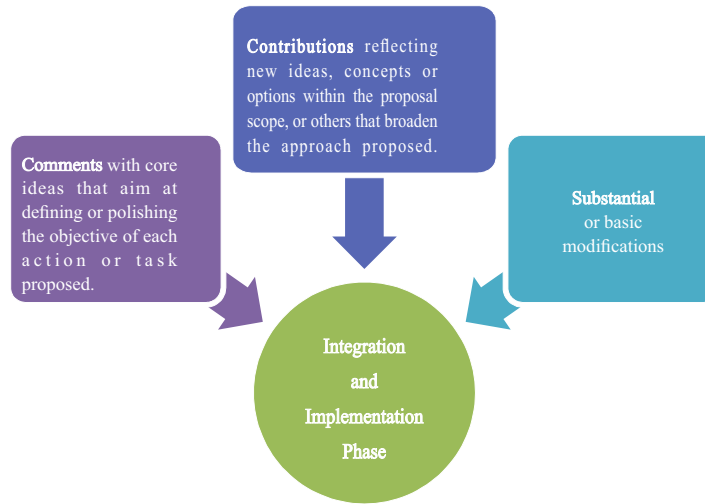 Contributions reflecting
new ideas, concepts or
options within the proposal
scope, or others that broaden
the approach proposed.
Comments with core
ideas that aim at
defining or polishing
the objective of each
action or task
proposed.
Substantial
or basic
modifications
Integration
and
Implementation
Phase